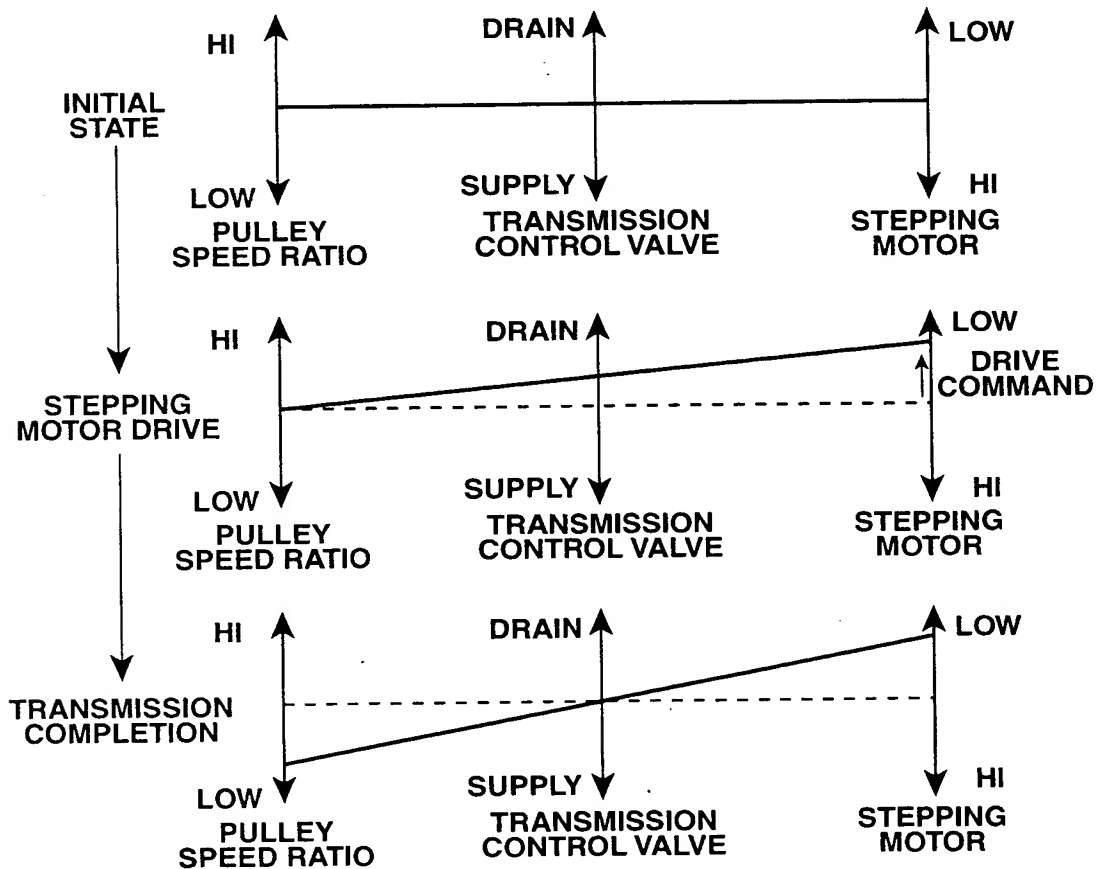 HI
DRAIN
LOW
INITIAL
STATE
LOW
SUPPLY
HI
PULLEY
SPEED RATIO
TRANSMISSION
CONTROL VALVE
STEPPING
MOTOR
HI
DRAIN
LOW
DRIVE
COMMAND
STEPPING
MOTOR DRIVE
LOW
SUPPLY
HI
PULLEY
SPEED RATIO
TRANSMISSION
CONTROL VALVE
STEPPING
MOTOR
HI
DRAIN
LOW
TRANSMISSION
COMPLETION
LOW
SUPPLY
HI
PULLEY
SPEED RATIO
TRANSMISSION
CONTROL VALVE
STEPPING
MOTOR